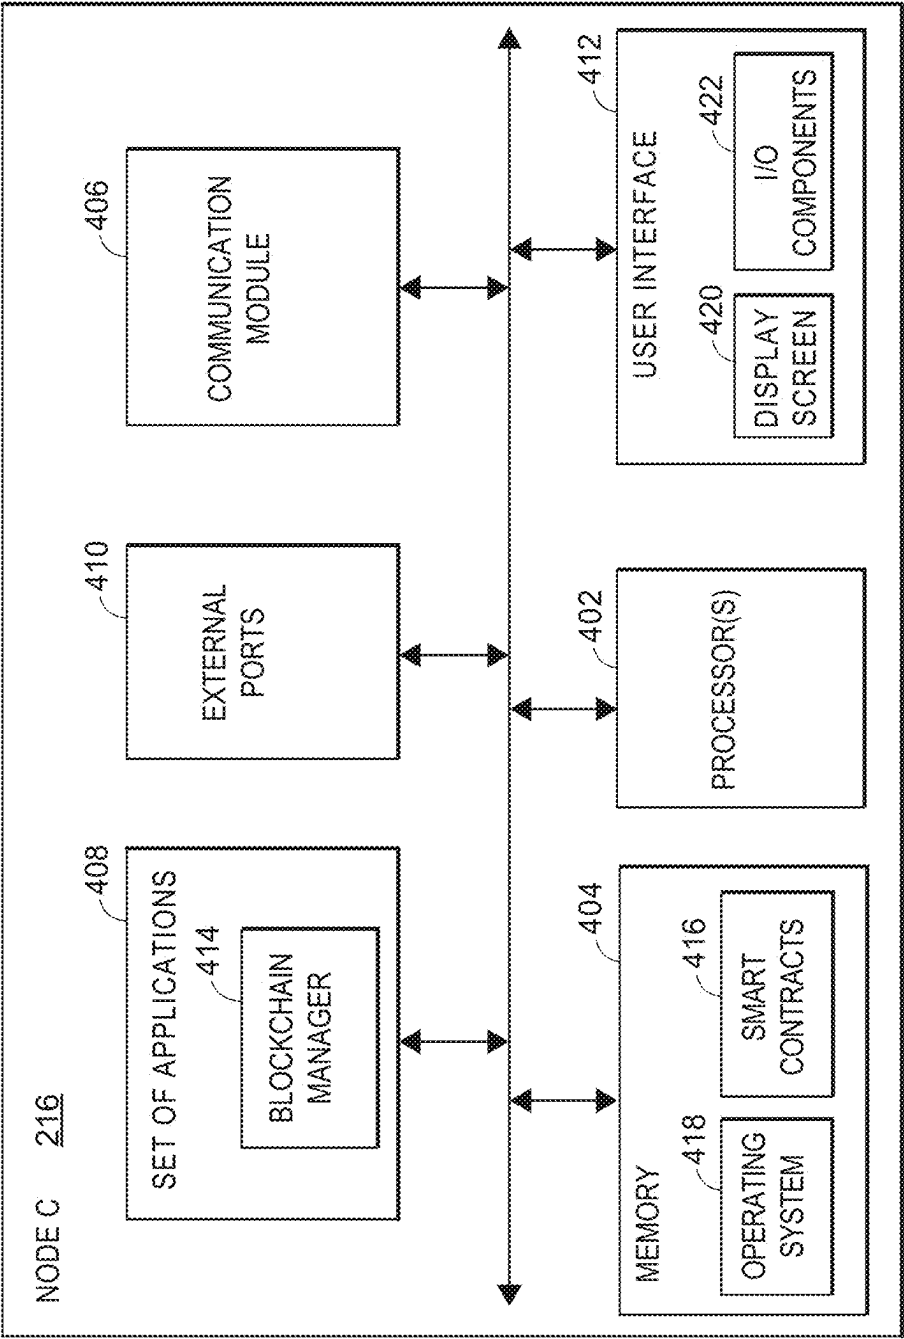 NODE C 216
408
SET OF APPLICATIONS
414
BLOCKCHAIN
MANAGER
410
EXTERNAL
PORTS
406
COMMUNICATION
MODULE
404
MEMORY
418
OPERATING
SYSTEM
416
SMART
CONTRACTS
402
PROCESSOR(S)
412
USER INTERFACE
420
DISPLAY
SCREEN
422
I/O
COMPONENTS